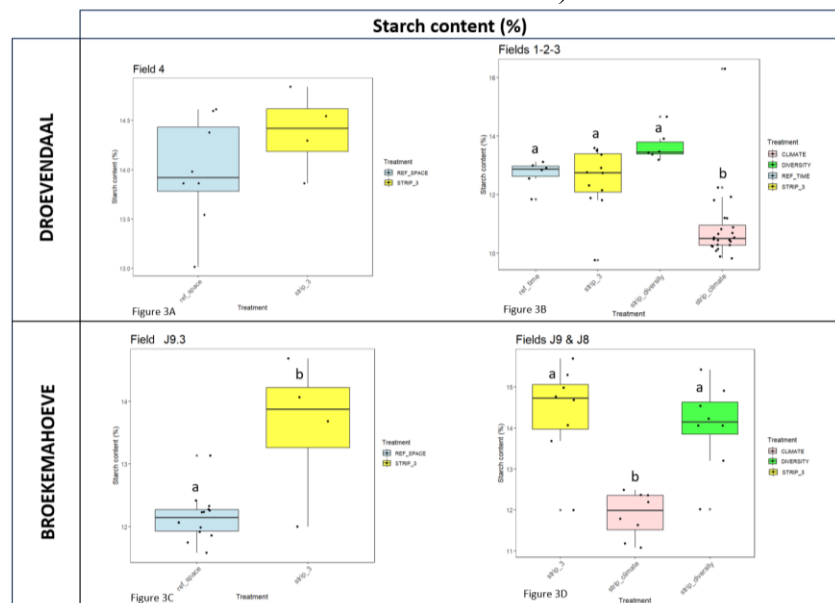 Starch content (%)
DROEVENDAAL
Field 4
Starch content (%)
14.5
14.0
13.5
13.0
ref_space
strip_3
Treatment
Treatment
REF_SPACE
STRIP_3
Figure 3A
Fields 1-2-3
Starch content (%)
16
14
12
10
a
a
a
b
ref_time
strip_3
strip_diversity
strip_climate
Treatment
Treatment
CLIMATE
DIVERSITY
REF_TIME
STRIP_3
Figure 3B
BROEKEMAHOEVE
Field J9.3
Starch content (%)
14
13
12
a
b
ref_space
strip_3
Treatment
Treatment
REF_SPACE
STRIP_3
Figure 3C
Fields J9 & J8
Starch content (%)
15
14
13
12
11
a
b
a
strip_3
strip_climate
strip_diversity
Treatment
Treatment
CLIMATE
DIVERSITY
STRIP_3
Figure 3D